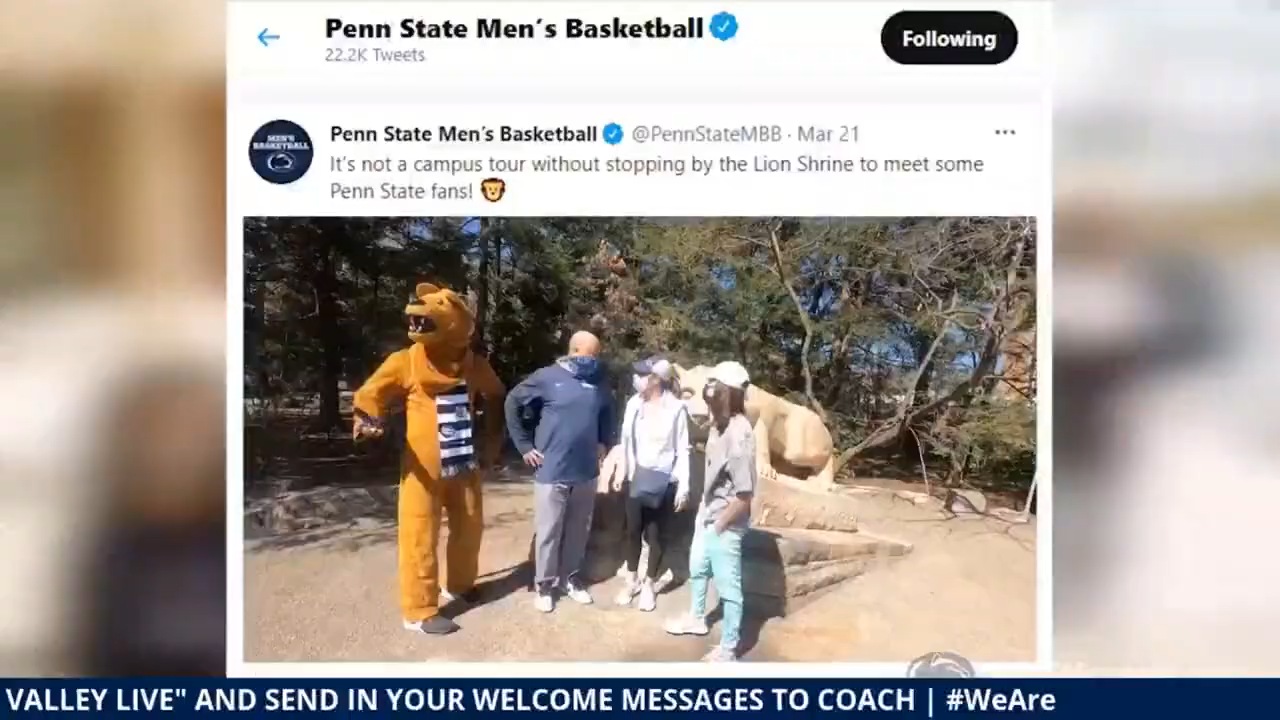 Penn State Men´s Basketball
22.2K Tweets
Following
MEN'S
BASKETBALL
Penn State Men´s Basketball @PennStateMBB · Mar 21
It's not a campus tour without stopping by the Lion Shrine to meet some
Penn State fans! 🦁
VALLEY LIVE" AND SEND IN YOUR WELCOME MESSAGES TO COACH | #WeAre